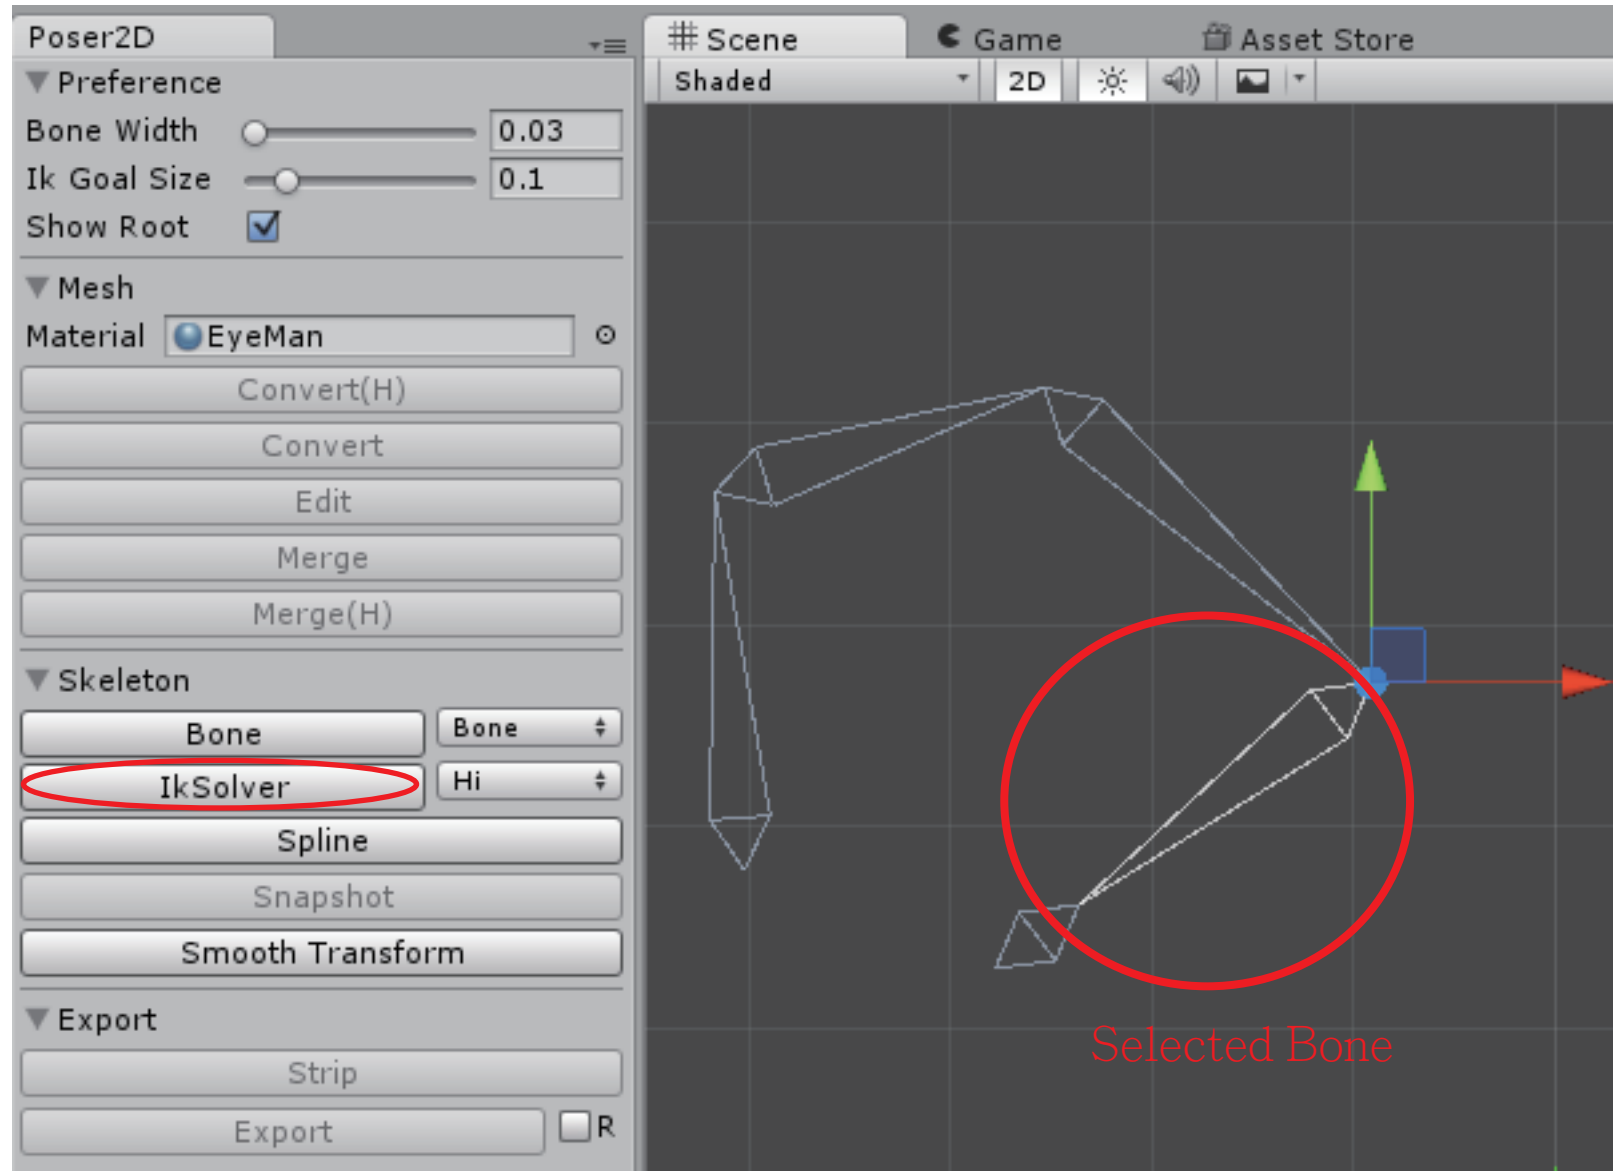 Poser2D
Preference
Bone Width 0.03
Ik Goal Size 0.1
Show Root
Mesh
Material EyeMan
Convert(H)
Convert
Edit
Merge
Merge(H)
Skeleton
Bone Bone
IkSolver Hi
Spline
Snapshot
Smooth Transform
Export
Strip
Export R
Scene Game Asset Store
Shaded 2D
Selected Bone